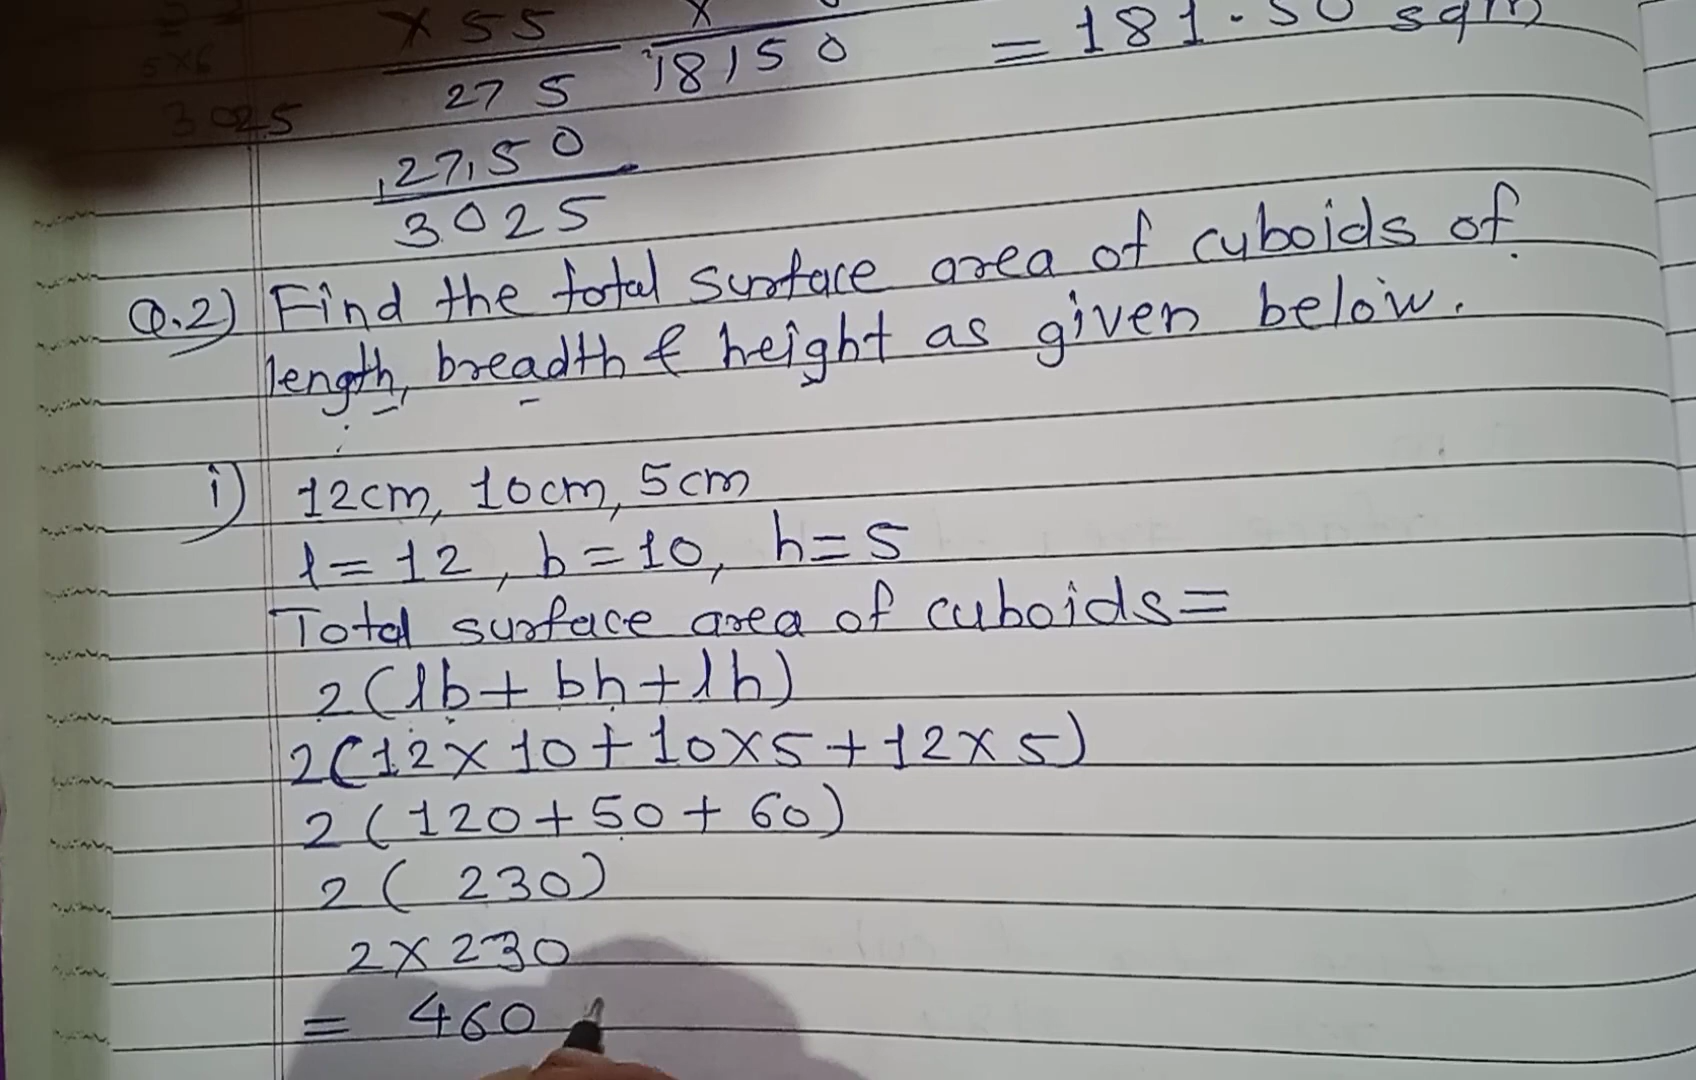 × 55
275
2750
3025
×
18150
= 181.50 sqm
3025
Q.2) Find the total surface area of cuboids of
length, breadth & height as given below.
i) 12cm, 10cm, 5cm
l = 12, b = 10, h = 5
Total surface area of cuboids =
2(lb + bh + lh)
2(12 × 10 + 10 × 5 + 12 × 5)
2(120 + 50 + 60)
2(230)
2 × 230
= 460